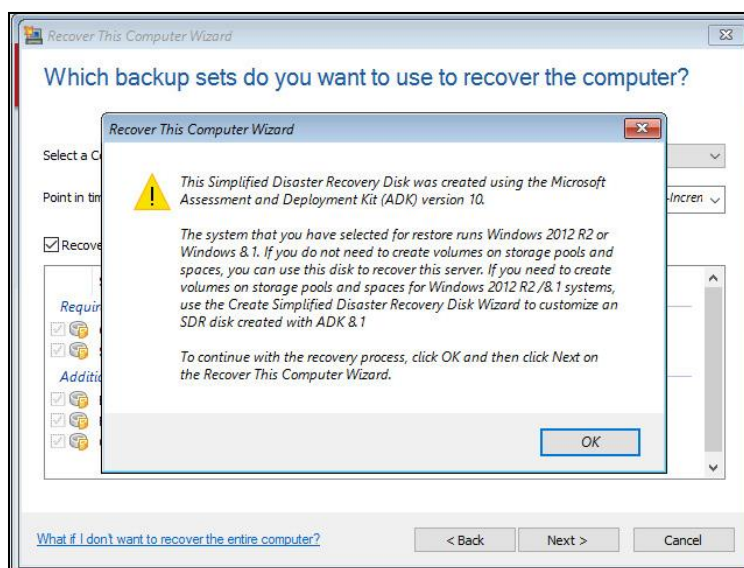 Recover This Computer Wizard
Which backup sets do you want to use to recover the computer?
Recover This Computer Wizard
Select a
This Simplified Disaster Recovery Disk was created using the Microsoft
Assessment and Deployment Kit (ADK) version 10.
Point in
The system that you have selected for restore runs Windows 2012 R2 or
Windows 8.1. If you do not need to create volumes on storage pools and
spaces, you can use this disk to recover this server. If you need to create
volumes on storage pools and spaces for Windows 2012 R2 /8.1 systems,
use the Create Simplified Disaster Recovery Disk Wizard to customize an
SDR disk created with ADK 8.1
To continue with the recovery process, click OK and then click Next on
the Recover This Computer Wizard.
OK
What if I don't want to recover the entire computer?
< Back
Next >
Cancel